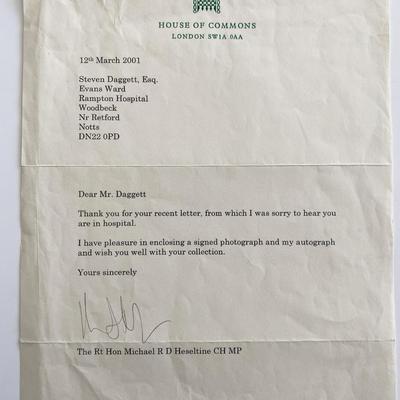 HOUSE OF COMMONS
LONDON SW1A 0AA
12th March 2001
Steven Daggett, Esq.
Evans Ward
Rampton Hospital
Woodbeck
Nr Retford
Notts
DN22 0PD
Dear Mr. Daggett
Thank you for your recent letter, from which I was sorry to hear you
are in hospital.
I have pleasure in enclosing a signed photograph and my autograph
and wish you well with your collection.
Yours sincerely
The Rt Hon Michael R D Heseltine CH MP